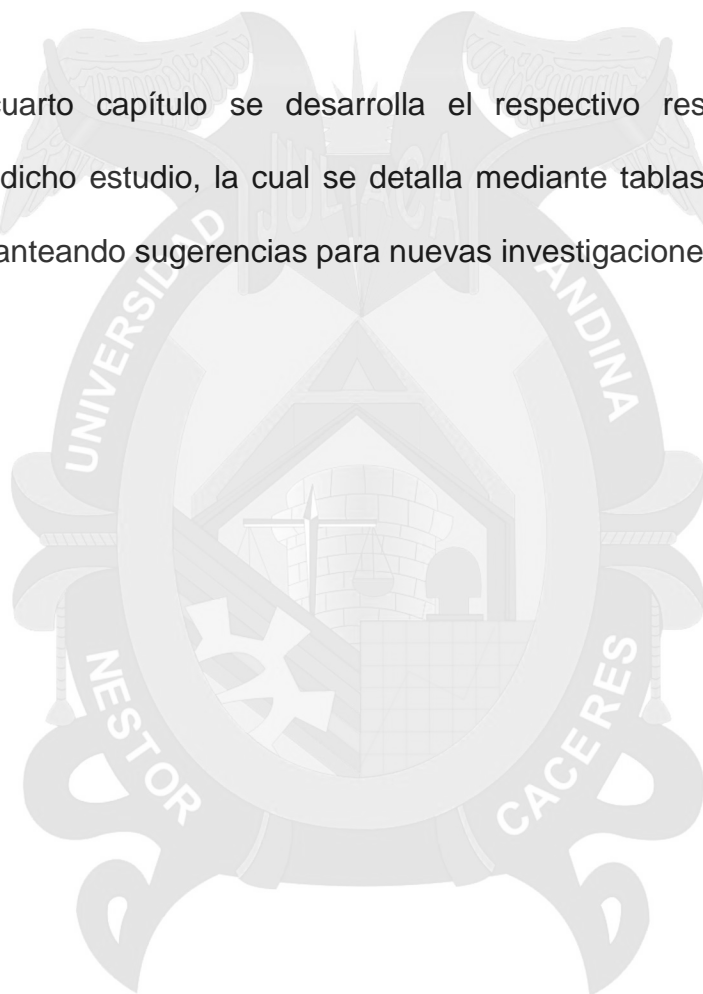 cuarto capítulo se desarrolla el respectivo res
dicho estudio, la cual se detalla mediante tablas
anteando sugerencias para nuevas investigacione
JULIACA
UNIVERSIDAD
ANDINA
NESTOR
CACERES